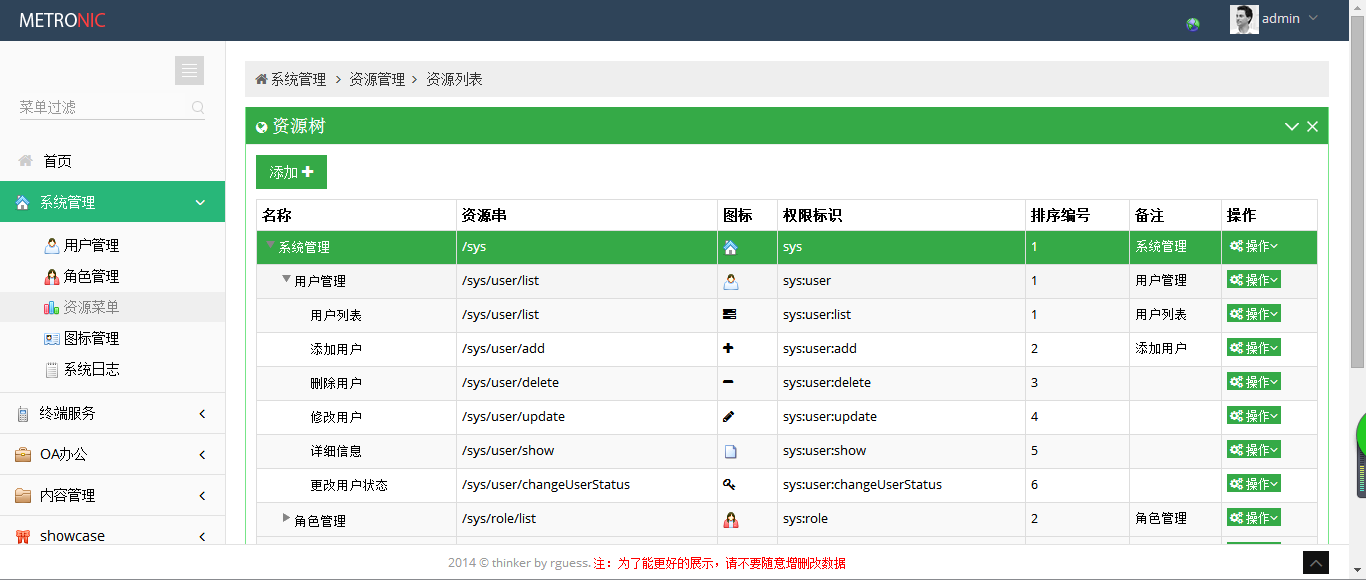 METRONIC
admin
菜单过滤
首页
系统管理
用户管理
角色管理
资源菜单
图标管理
系统日志
终端服务
OA办公
内容管理
showcase
系统管理 > 资源管理 > 资源列表
资源树
添加
名称 资源串 图标 权限标识 排序编号 备注 操作
系统管理 /sys sys 1 系统管理 操作
用户管理 /sys/user/list sys:user 1 用户管理 操作
用户列表 /sys/user/list sys:user:list 1 用户列表 操作
添加用户 /sys/user/add sys:user:add 2 添加用户 操作
删除用户 /sys/user/delete sys:user:delete 3 操作
修改用户 /sys/user/update sys:user:update 4 操作
详细信息 /sys/user/show sys:user:show 5 操作
更改用户状态 /sys/user/changeUserStatus sys:user:changeUserStatus 6 操作
角色管理 /sys/role/list sys:role 2 角色管理 操作
2014 © thinker by rguess. 注：为了能更好的展示，请不要随意增删改数据